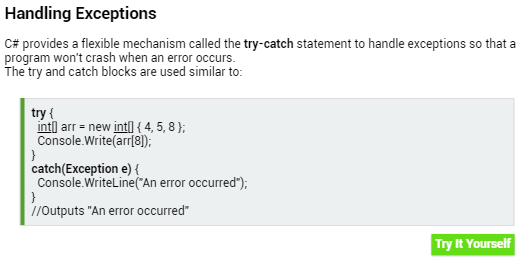 Handling Exceptions
C# provides a flexible mechanism called the try-catch statement to handle exceptions so that a
program won't crash when an error occurs.
The try and catch blocks are used similar to:
try {
int[] arr = new int[] { 4, 5, 8 };
Console.Write(arr[8]);
}
catch(Exception e) {
Console.WriteLine("An error occurred");
}
//Outputs "An error occurred"
Try It Yourself